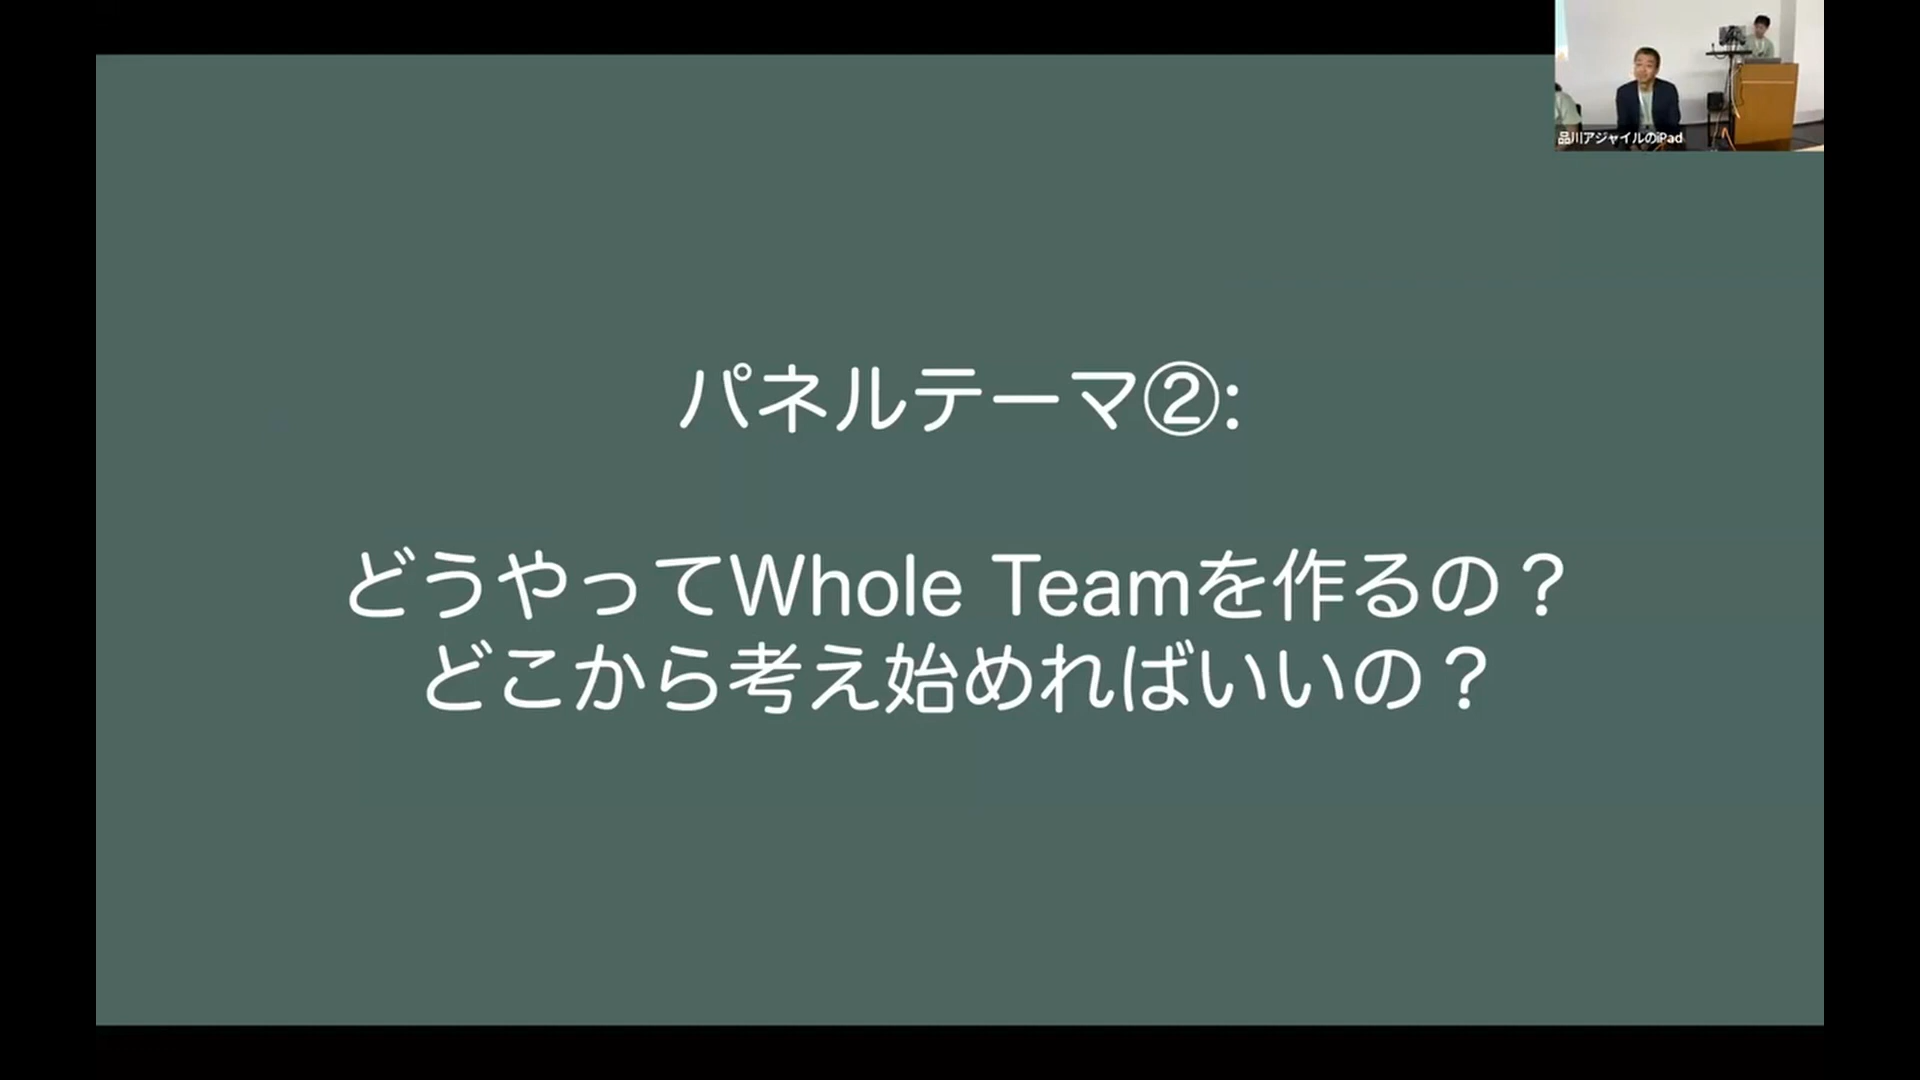 品川アジャイルのiPad
パネルテーマ②:
どうやってWhole Teamを作るの？
どこから考え始めればいいの？